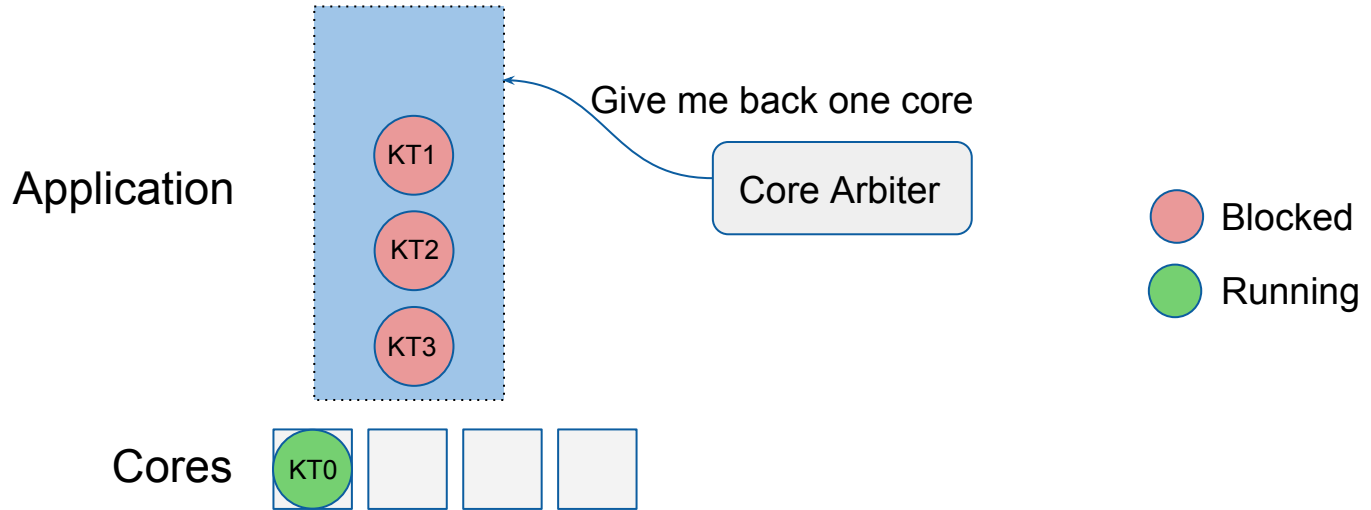 Give me back one core
KT1
Application
Core Arbiter
Blocked
KT2
Running
KT3
Cores
KT0